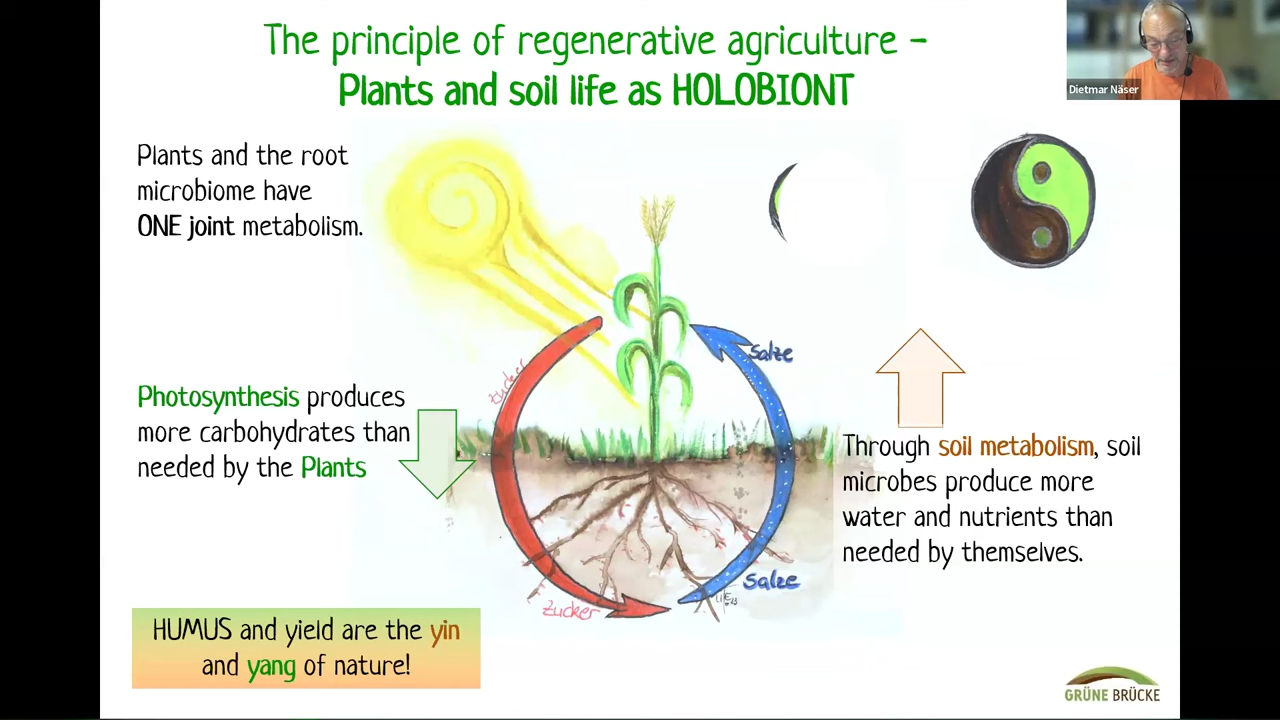 The principle of regenerative agriculture –
Plants and soil life as HOLOBIONT
Dietmar Näser
Plants and the root
microbiome have
ONE joint metabolism.
Zucker
Salze
Photosynthesis produces
more carbohydrates than
needed by the Plants
Through soil metabolism, soil
microbes produce more
water and nutrients than
needed by themselves.
Salze
Zucker
HUMUS and yield are the yin
and yang of nature!
GRÜNE BRÜCKE